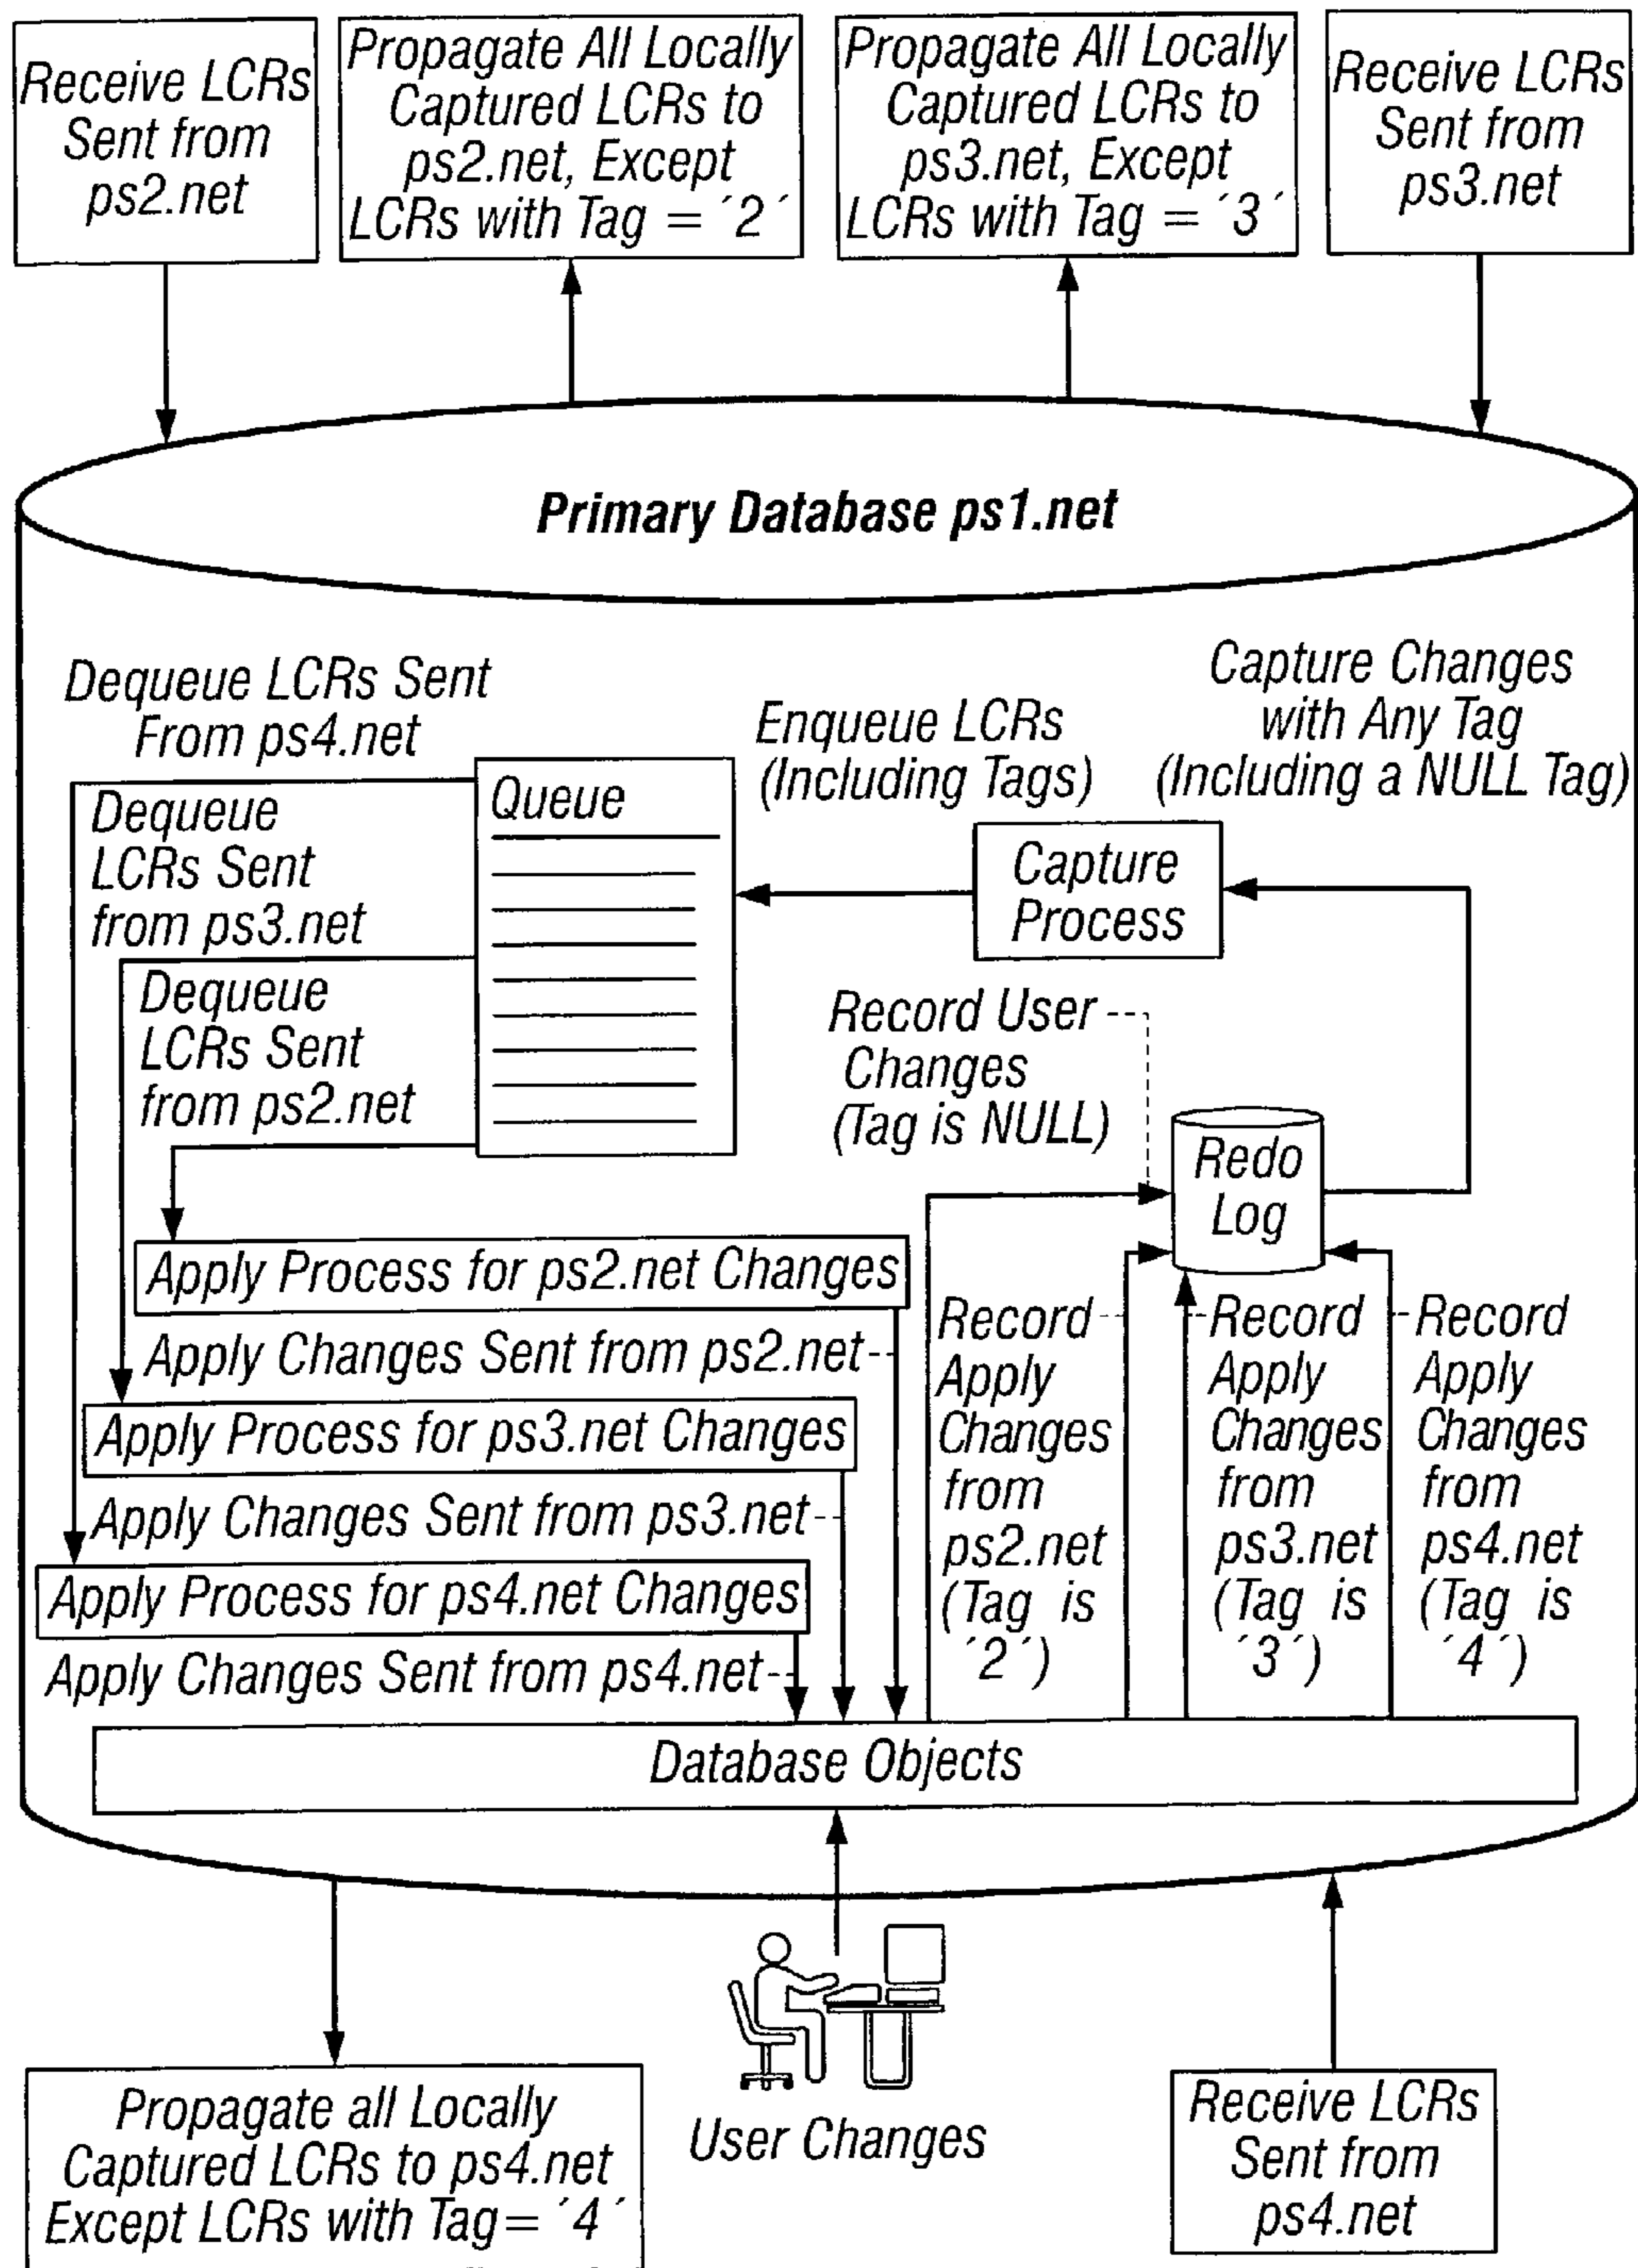 Receive LCRs
Sent from
ps2.net
Propagate All Locally
Captured LCRs to
ps2.net, Except
LCRs with Tag = ´2´
Propagate All Locally
Captured LCRs to
ps3.net, Except
LCRs with Tag = ´3´
Receive LCRs
Sent from
ps3.net
Primary Database ps1.net
Dequeue LCRs Sent
From ps4.net
Enqueue LCRs
(Including Tags)
Capture Changes
with Any Tag
(Including a NULL Tag)
Dequeue
LCRs Sent
from ps3.net
Queue
Capture
Process
Dequeue
LCRs Sent
from ps2.net
Record User
Changes
(Tag is NULL)
Redo
Log
Apply Process for ps2.net Changes
Apply Changes Sent from ps2.net
Apply Process for ps3.net Changes
Apply Changes Sent from ps3.net
Apply Process for ps4.net Changes
Apply Changes Sent from ps4.net
Record
Apply
Changes
from
ps2.net
(Tag is
´2´)
Record
Apply
Changes
from
ps3.net
(Tag is
´3´)
Record
Apply
Changes
from
ps4.net
(Tag is
´4´)
Database Objects
User Changes
Propagate all Locally
Captured LCRs to ps4.net
Except LCRs with Tag= ´4´
Receive LCRs
Sent from
ps4.net